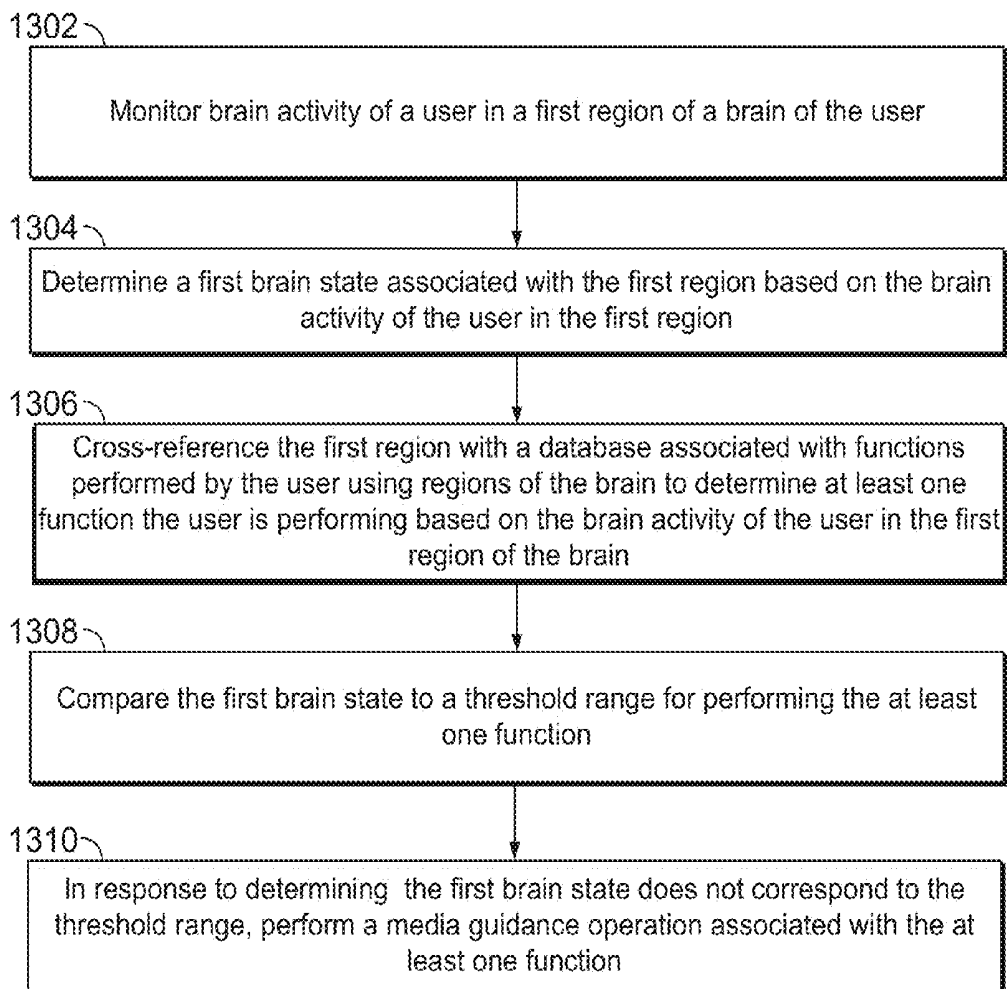 1302
Monitor brain activity of a user in a first region of a brain of the user
1304
Determine a first brain state associated with the first region based on the brain
activity of the user in the first region
1306
Cross-reference the first region with a database associated with functions
performed by the user using regions of the brain to determine at least one
function the user is performing based on the brain activity of the user in the first
region of the brain
1308
Compare the first brain state to a threshold range for performing the at least
one function
1310
In response to determining the first brain state does not correspond to the
threshold range, perform a media guidance operation associated with the at
least one function